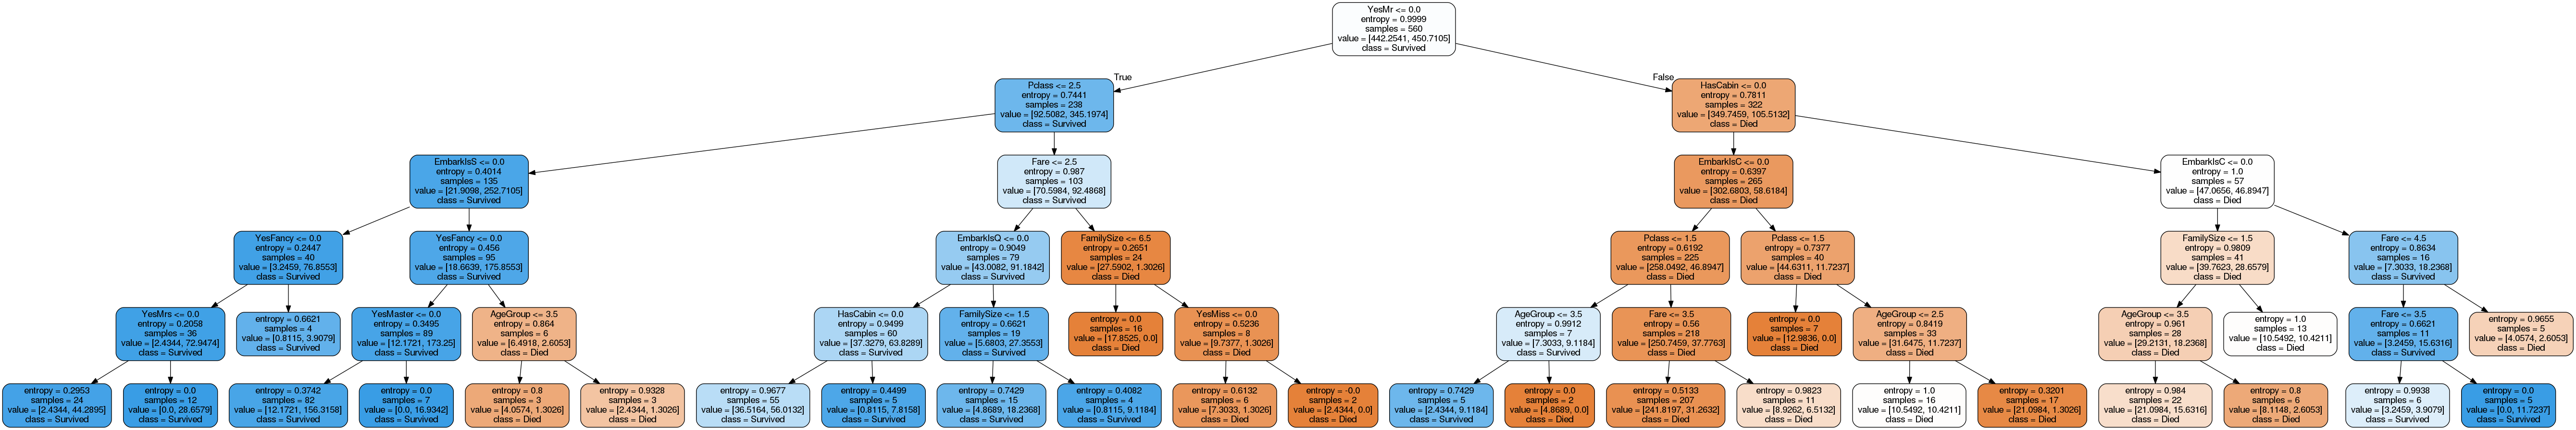 YesMr <= 0.0
entropy = 0.9999
samples = 560
value = [442.2541, 450.7105]
class = Survived
True
False
Pclass <= 2.5
entropy = 0.7441
samples = 238
value = [92.5082, 345.1974]
class = Survived
HasCabin <= 0.0
entropy = 0.7811
samples = 322
value = [349.7459, 105.5132]
class = Died
EmbarkIsS <= 0.0
entropy = 0.4014
samples = 135
value = [21.9098, 252.7105]
class = Survived
Fare <= 2.5
entropy = 0.987
samples = 103
value = [70.5984, 92.4868]
class = Survived
EmbarkIsC <= 0.0
entropy = 0.6397
samples = 265
value = [302.6803, 58.6184]
class = Died
EmbarkIsC <= 0.0
entropy = 1.0
samples = 57
value = [47.0656, 46.8947]
class = Died
YesFancy <= 0.0
entropy = 0.2447
samples = 40
value = [3.2459, 76.8553]
class = Survived
YesFancy <= 0.0
entropy = 0.456
samples = 95
value = [18.6639, 175.8553]
class = Survived
EmbarkIsQ <= 0.0
entropy = 0.9049
samples = 79
value = [43.0082, 91.1842]
class = Survived
FamilySize <= 6.5
entropy = 0.2651
samples = 24
value = [27.5902, 1.3026]
class = Died
Pclass <= 1.5
entropy = 0.6192
samples = 225
value = [258.0492, 46.8947]
class = Died
Pclass <= 1.5
entropy = 0.7377
samples = 40
value = [44.6311, 11.7237]
class = Died
FamilySize <= 1.5
entropy = 0.9809
samples = 41
value = [39.7623, 28.6579]
class = Died
Fare <= 4.5
entropy = 0.8634
samples = 16
value = [7.3033, 18.2368]
class = Survived
YesMrs <= 0.0
entropy = 0.2058
samples = 36
value = [2.4344, 72.9474]
class = Survived
entropy = 0.6621
samples = 4
value = [0.8115, 3.9079]
class = Survived
YesMaster <= 0.0
entropy = 0.3495
samples = 89
value = [12.1721, 173.25]
class = Survived
AgeGroup <= 3.5
entropy = 0.864
samples = 6
value = [6.4918, 2.6053]
class = Died
HasCabin <= 0.0
entropy = 0.9499
samples = 60
value = [37.3279, 63.8289]
class = Survived
FamilySize <= 1.5
entropy = 0.6621
samples = 19
value = [5.6803, 27.3553]
class = Survived
entropy = 0.0
samples = 16
value = [17.8525, 0.0]
class = Died
YesMiss <= 0.0
entropy = 0.5236
samples = 8
value = [9.7377, 1.3026]
class = Died
AgeGroup <= 3.5
entropy = 0.9912
samples = 7
value = [7.3033, 9.1184]
class = Survived
Fare <= 3.5
entropy = 0.56
samples = 218
value = [250.7459, 37.7763]
class = Died
entropy = 0.0
samples = 7
value = [12.9836, 0.0]
class = Died
AgeGroup <= 2.5
entropy = 0.8419
samples = 33
value = [31.6475, 11.7237]
class = Died
AgeGroup <= 3.5
entropy = 0.961
samples = 28
value = [29.2131, 18.2368]
class = Died
entropy = 1.0
samples = 13
value = [10.5492, 10.4211]
class = Died
Fare <= 3.5
entropy = 0.6621
samples = 11
value = [3.2459, 15.6316]
class = Survived
entropy = 0.9655
samples = 5
value = [4.0574, 2.6053]
class = Died
entropy = 0.2953
samples = 24
value = [2.4344, 44.2895]
class = Survived
entropy = 0.0
samples = 12
value = [0.0, 28.6579]
class = Survived
entropy = 0.3742
samples = 82
value = [12.1721, 156.3158]
class = Survived
entropy = 0.0
samples = 7
value = [0.0, 16.9342]
class = Survived
entropy = 0.8
samples = 3
value = [4.0574, 1.3026]
class = Died
entropy = 0.9328
samples = 3
value = [2.4344, 1.3026]
class = Died
entropy = 0.9677
samples = 55
value = [36.5164, 56.0132]
class = Survived
entropy = 0.4499
samples = 5
value = [0.8115, 7.8158]
class = Survived
entropy = 0.7429
samples = 15
value = [4.8689, 18.2368]
class = Survived
entropy = 0.4082
samples = 4
value = [0.8115, 9.1184]
class = Survived
entropy = 0.6132
samples = 6
value = [7.3033, 1.3026]
class = Died
entropy = -0.0
samples = 2
value = [2.4344, 0.0]
class = Died
entropy = 0.7429
samples = 5
value = [2.4344, 9.1184]
class = Survived
entropy = 0.0
samples = 2
value = [4.8689, 0.0]
class = Died
entropy = 0.5133
samples = 207
value = [241.8197, 31.2632]
class = Died
entropy = 0.9823
samples = 11
value = [8.9262, 6.5132]
class = Died
entropy = 1.0
samples = 16
value = [10.5492, 10.4211]
class = Died
entropy = 0.3201
samples = 17
value = [21.0984, 1.3026]
class = Died
entropy = 0.984
samples = 22
value = [21.0984, 15.6316]
class = Died
entropy = 0.8
samples = 6
value = [8.1148, 2.6053]
class = Died
entropy = 0.9938
samples = 6
value = [3.2459, 3.9079]
class = Survived
entropy = 0.0
samples = 5
value = [0.0, 11.7237]
class = Survived